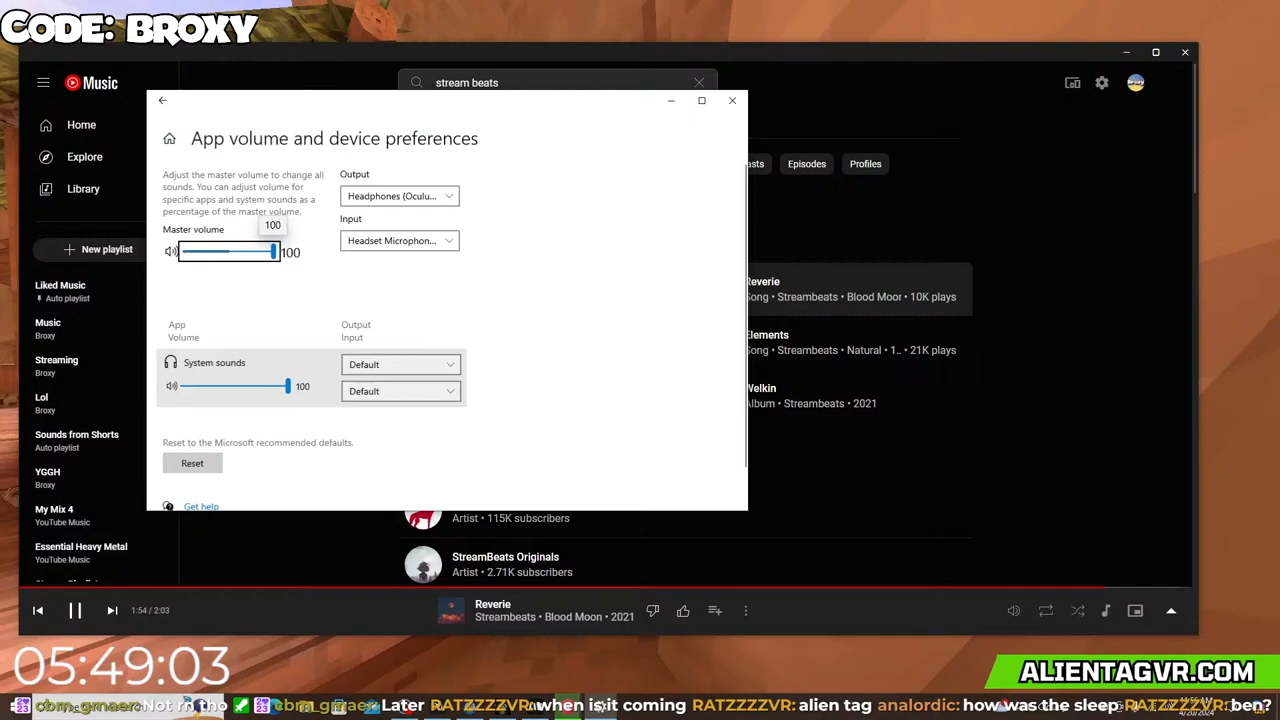 CODE: BROXY
Music
stream beats
Home
Explore
Library
New playlist
Liked Music
Auto playlist
Music
Broxy
Streaming
Broxy
Lol
Broxy
Sounds from Shorts
Auto playlist
YGGH
Broxy
My Mix 4
YouTube Music
Essential Heavy Metal
YouTube Music
App volume and device preferences
Adjust the master volume to change all
sounds. You can adjust volume for
specific apps and system sounds as a
percentage of the master volume.
Master volume
100
100
Output
Headphones (Oculu...
Input
Headset Microphon...
App
Volume
Output
Input
System sounds
100
Default
Default
Reset to the Microsoft recommended defaults.
Reset
Get help
Episodes
Profiles
Reverie
Song • Streambeats • Blood Moon • 10K plays
Elements
Song • Streambeats • Natural • 1... • 21K plays
Welkin
Album • Streambeats • 2021
Artist • 115K subscribers
StreamBeats Originals
Artist • 2.71K subscribers
1:54 / 2:03
Reverie
Streambeats • Blood Moon • 2021
05:49:03
ALIENTAGVR.COM
cbm_gmaer: Not rn tho cbm_gmaer: Later RATZZZZVR: when is it coming RATZZZZVR: alien tag analordic: how was the sleep RATZZZZVR: ben?